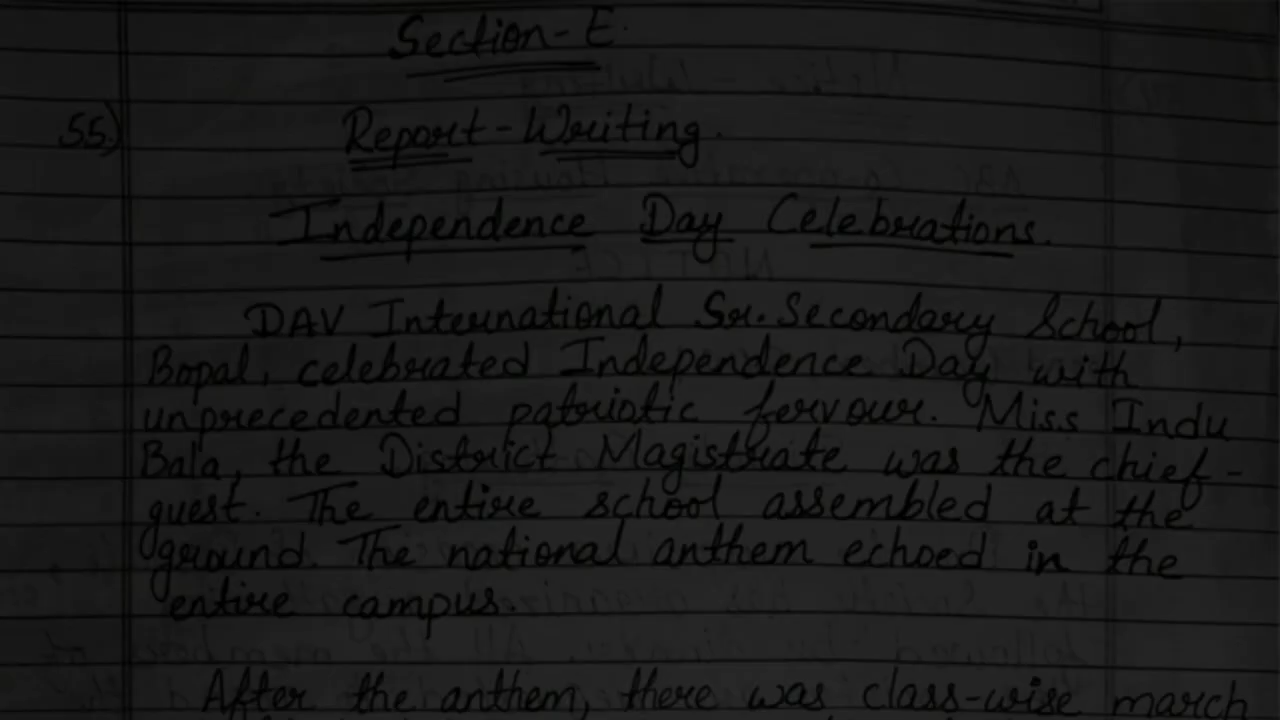 Section-E.
55.) Report-Writing.
Independence Day Celebrations.
DAV International Sr. Secondary School,
Bopal, celebrated Independence Day with
unprecedented patriotic fervour. Miss Indu
Bala, the District Magistrate was the chief-
guest. The entire school assembled at the
ground. The national anthem echoed in the
entire campus.
After the anthem, there was class-wise march